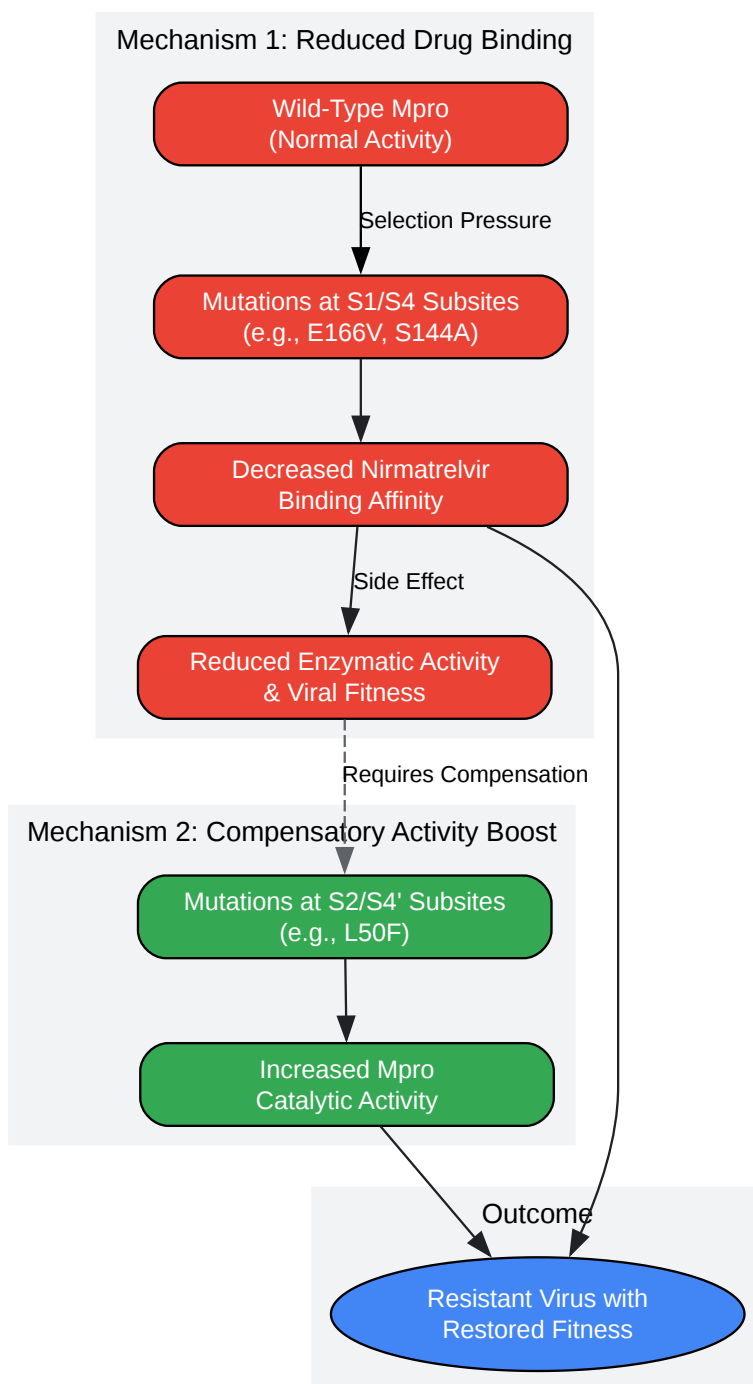 Mechanism 1: Reduced Drug Binding
Wild-Type Mpro
(Normal Activity)
Selection Pressure
Mutations at S1/S4 Subsites
(e.g., E166V, S144A)
Decreased Nirmatrelvir
Binding Affinity
Side Effect
Reduced Enzymatic Activity
& Viral Fitness
Requires Compensation
Mechanism 2: Compensatory Activity Boost
Mutations at S2/S4' Subsites
(e.g., L50F)
Increased Mpro
Catalytic Activity
Outcome
Resistant Virus with
Restored Fitness